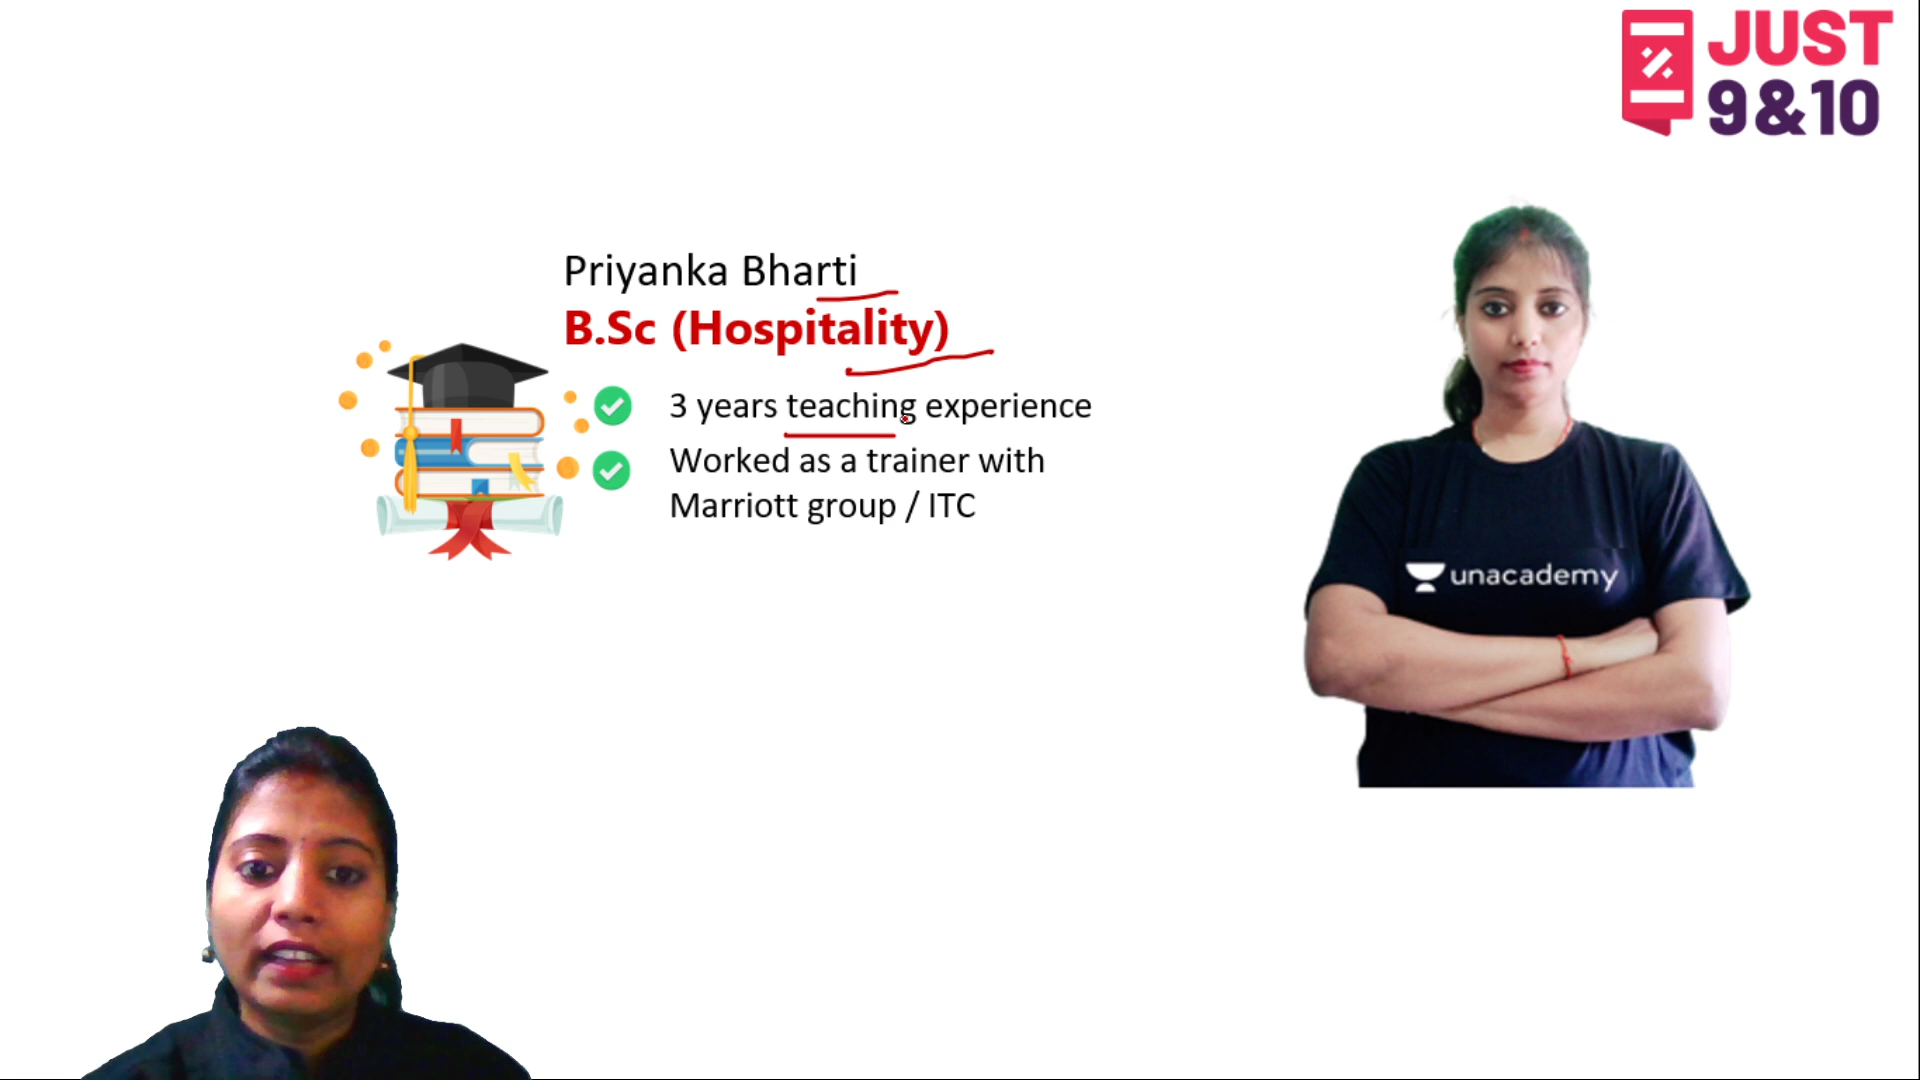 JUST
9&10
Priyanka Bharti
B.Sc (Hospitality)
3 years teaching experience
Worked as a trainer with
Marriott group / ITC
unacademy